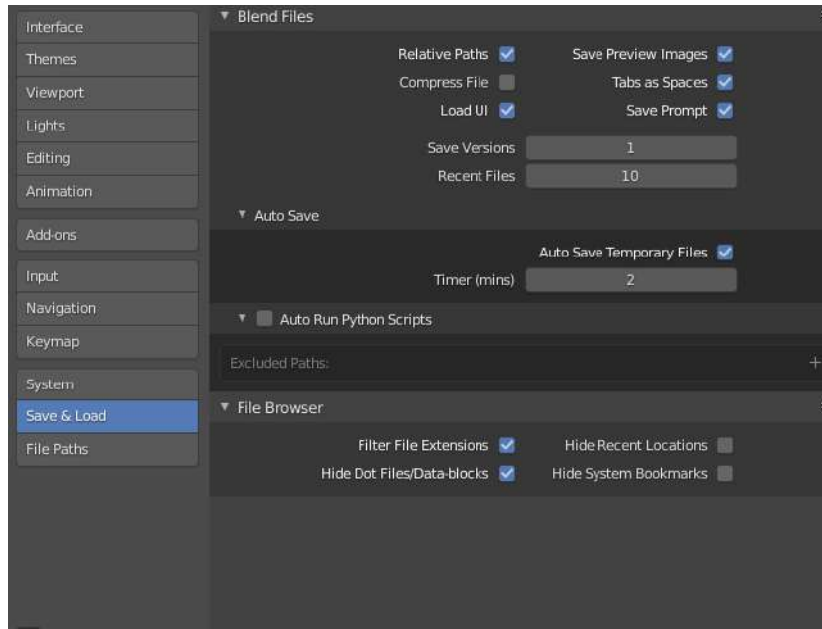 Interface
Themes
Viewport
Lights
Editing
Animation
Add-ons
Input
Navigation
Keymap
System
Save & Load
File Paths
Blend Files
Relative Paths Save Preview Images
Compress File Tabs as Spaces
Load UI Save Prompt
Save Versions 1
Recent Files 10
Auto Save
Auto Save Temporary Files
Timer (mins) 2
Auto Run Python Scripts
Excluded Paths:
File Browser
Filter File Extensions Hide Recent Locations
Hide Dot Files/Data-blocks Hide System Bookmarks